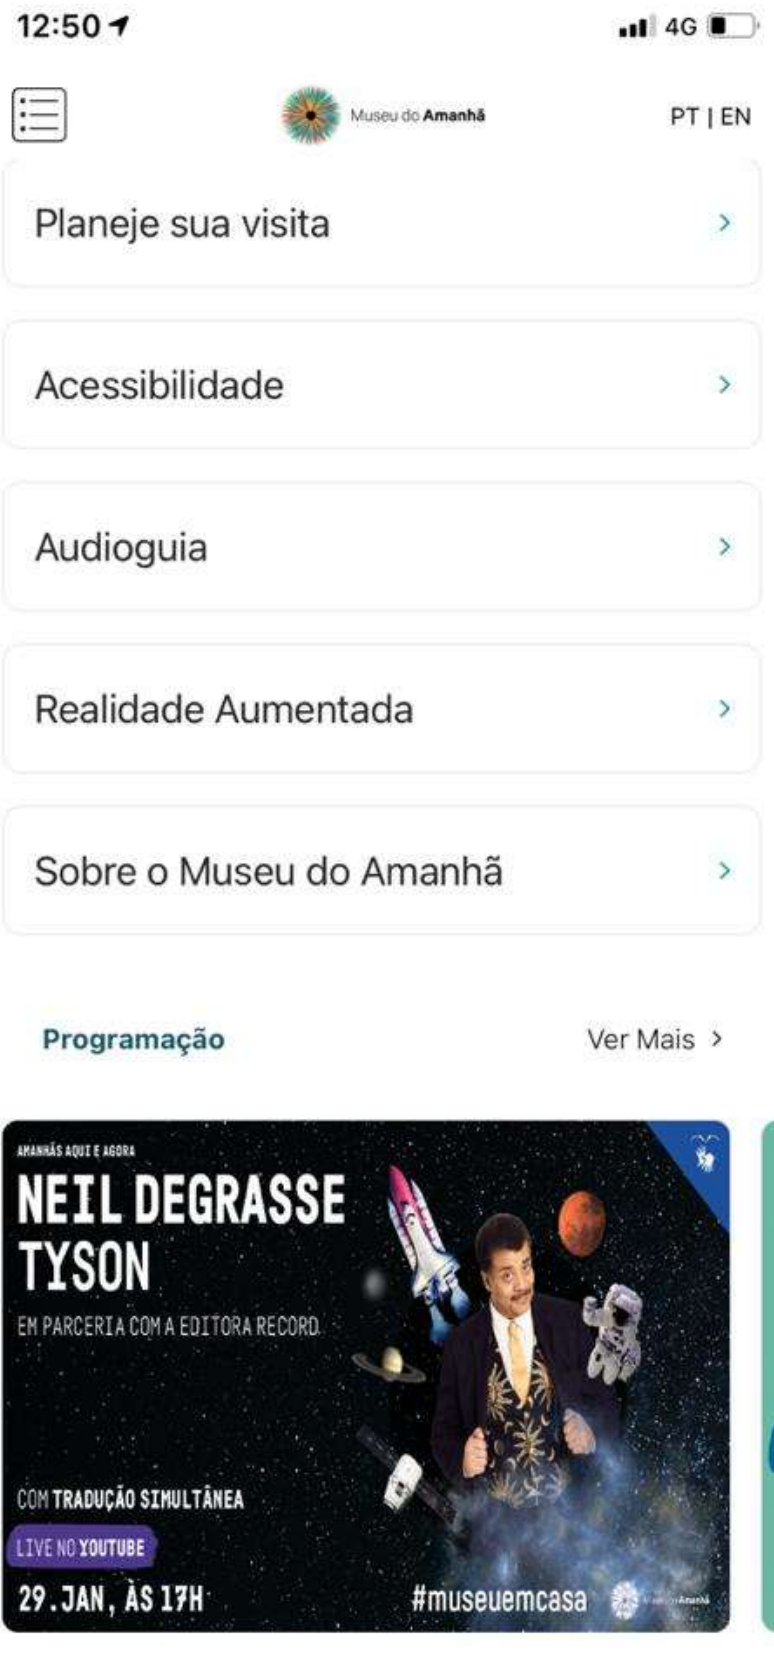 12:50
4G
Museu do Amanhã
PT | EN
Planeje sua visita
Acessibilidade
Audioguia
Realidade Aumentada
Sobre o Museu do Amanhã
Programação
Ver Mais
AMANHÃS AQUI E AGORA
NEIL DEGRASSE
TYSON
EM PARCERIA COM A EDITORA RECORD
COM TRADUÇÃO SIMULTÂNEA
LIVE NO YOUTUBE
29.JAN, ÀS 17H
#museuemcasa
Amanhã